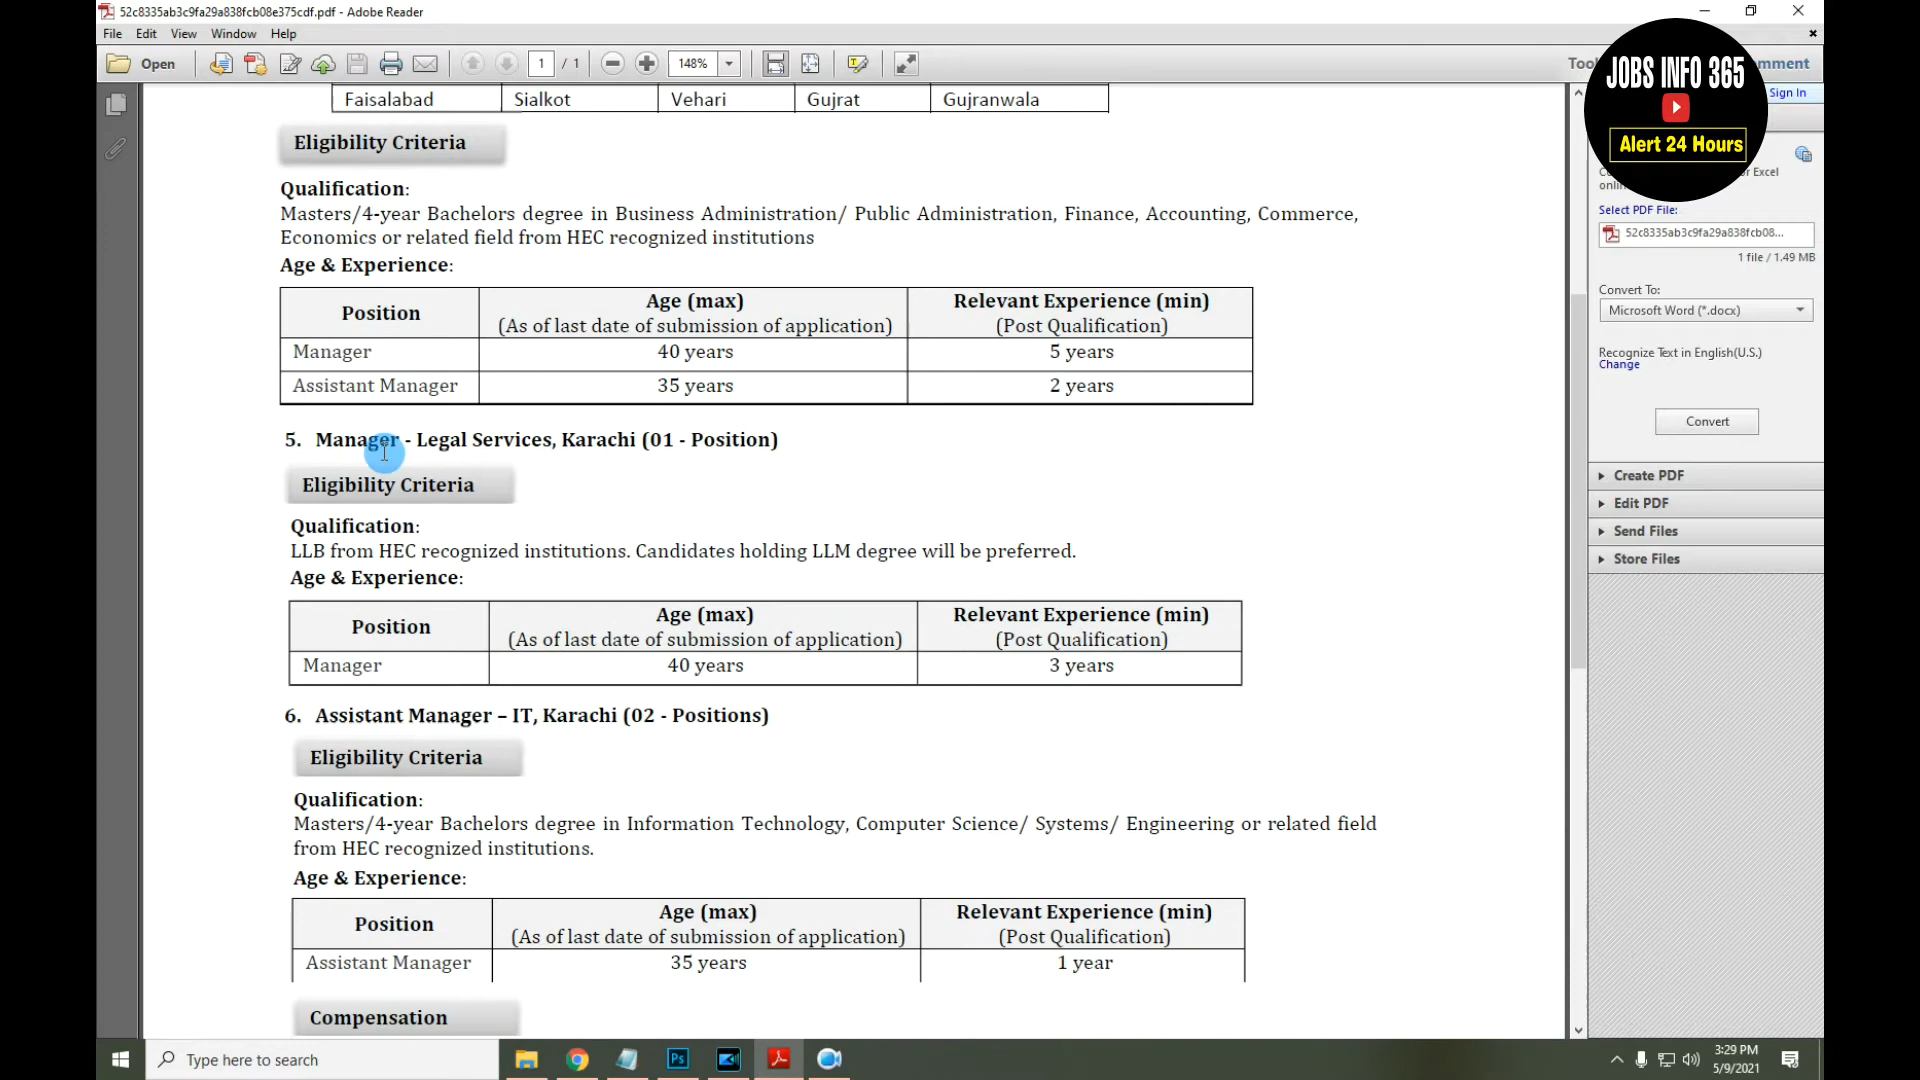 52c8335ab3c9fa29a838fcb08e375cdf.pdf - Adobe Reader
File Edit View Window Help
Open 1 / 1 148% Comment
JOBS INFO 365
Alert 24 Hours
Sign In
Faisalabad Sialkot Vehari Gujrat Gujranwala
Eligibility Criteria
Qualification:
Masters/4-year Bachelors degree in Business Administration/ Public Administration, Finance, Accounting, Commerce,
Economics or related field from HEC recognized institutions
Age & Experience:
Position Age (max) Relevant Experience (min)
(As of last date of submission of application) (Post Qualification)
Manager 40 years 5 years
Assistant Manager 35 years 2 years
5. Manager - Legal Services, Karachi (01 - Position)
Eligibility Criteria
Qualification:
LLB from HEC recognized institutions. Candidates holding LLM degree will be preferred.
Age & Experience:
Position Age (max) Relevant Experience (min)
(As of last date of submission of application) (Post Qualification)
Manager 40 years 3 years
6. Assistant Manager – IT, Karachi (02 - Positions)
Eligibility Criteria
Qualification:
Masters/4-year Bachelors degree in Information Technology, Computer Science/ Systems/ Engineering or related field
from HEC recognized institutions.
Age & Experience:
Position Age (max) Relevant Experience (min)
(As of last date of submission of application) (Post Qualification)
Assistant Manager 35 years 1 year
Compensation
Excel
Select PDF File:
52c8335ab3c9fa29a838fcb08...
1 file / 1.49 MB
Convert To:
Microsoft Word (*.docx)
Recognize Text in English(U.S.)
Change
Convert
Create PDF
Edit PDF
Send Files
Store Files
Type here to search
Ps
3:29 PM
5/9/2021